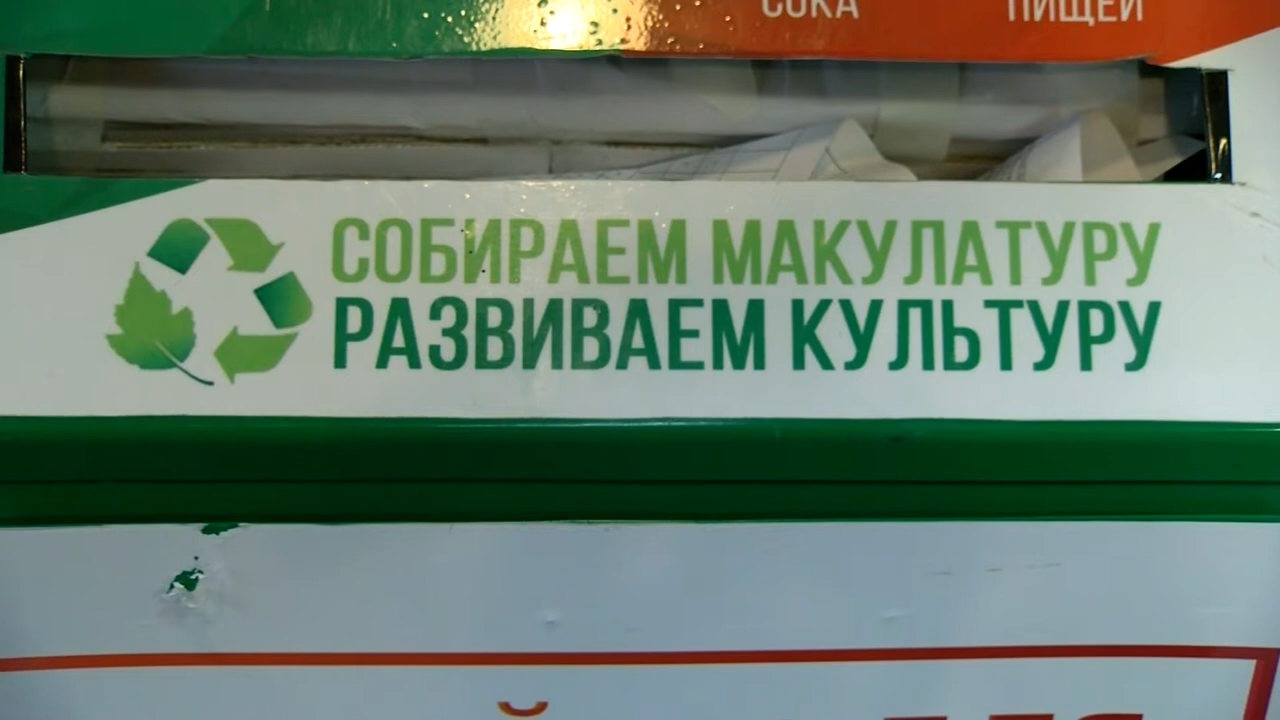 СОКА ПИЩЕЙ
СОБИРАЕМ МАКУЛАТУРУ
РАЗВИВАЕМ КУЛЬТУРУ